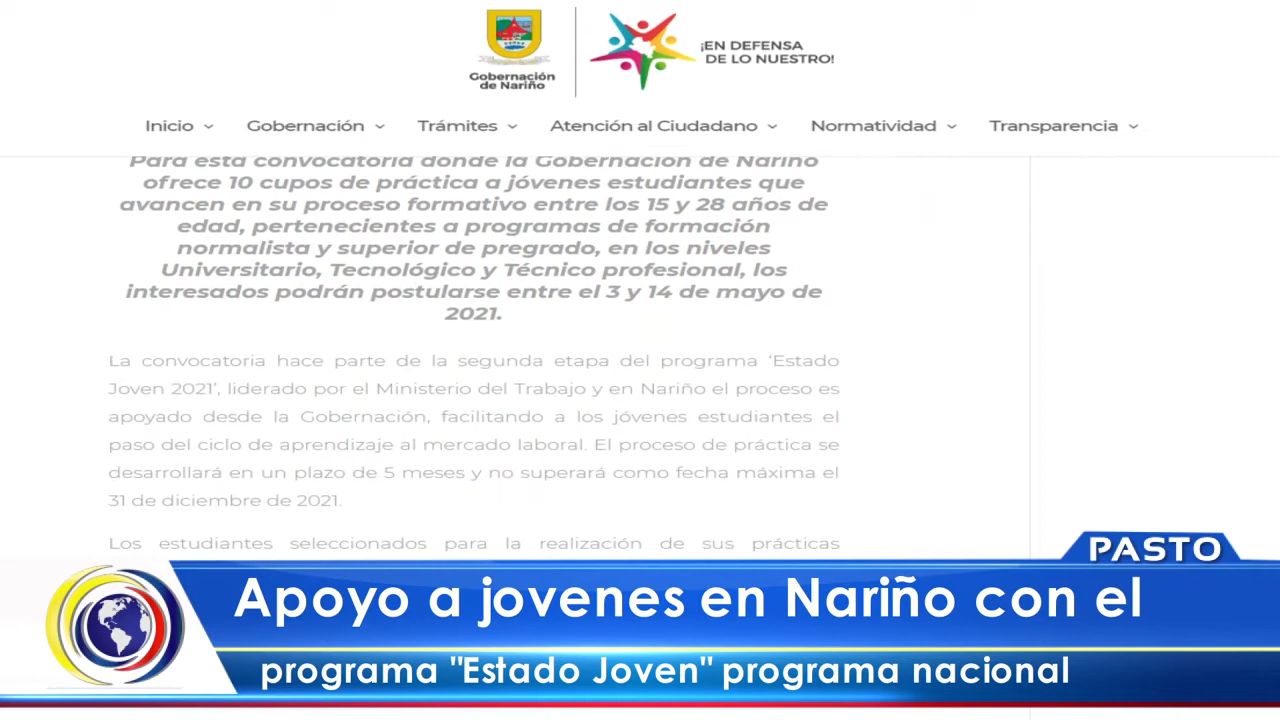 Gobernación
de Nariño
¡EN DEFENSA
DE LO NUESTRO!
Inicio
Gobernación
Trámites
Atención al Ciudadano
Normatividad
Transparencia
Para esta convocatoria donde la Gobernación de Nariño
ofrece 10 cupos de práctica a jóvenes estudiantes que
avancen en su proceso formativo entre los 15 y 28 años de
edad, pertenecientes a programas de formación
normalista y superior de pregrado, en los niveles
Universitario, Tecnológico y Técnico profesional, los
interesados podrán postularse entre el 3 y 14 de mayo de
2021.
La convocatoria hace parte de la segunda etapa del programa ‘Estado
Joven 2021’, liderado por el Ministerio del Trabajo y en Nariño el proceso es
apoyado desde la Gobernación, facilitando a los jóvenes estudiantes el
paso del ciclo de aprendizaje al mercado laboral. El proceso de práctica se
desarrollará en un plazo de 5 meses y no superará como fecha máxima el
31 de diciembre de 2021.
Los estudiantes seleccionados para la realización de sus prácticas
PASTO
Apoyo a jovenes en Nariño con el
programa "Estado Joven" programa nacional